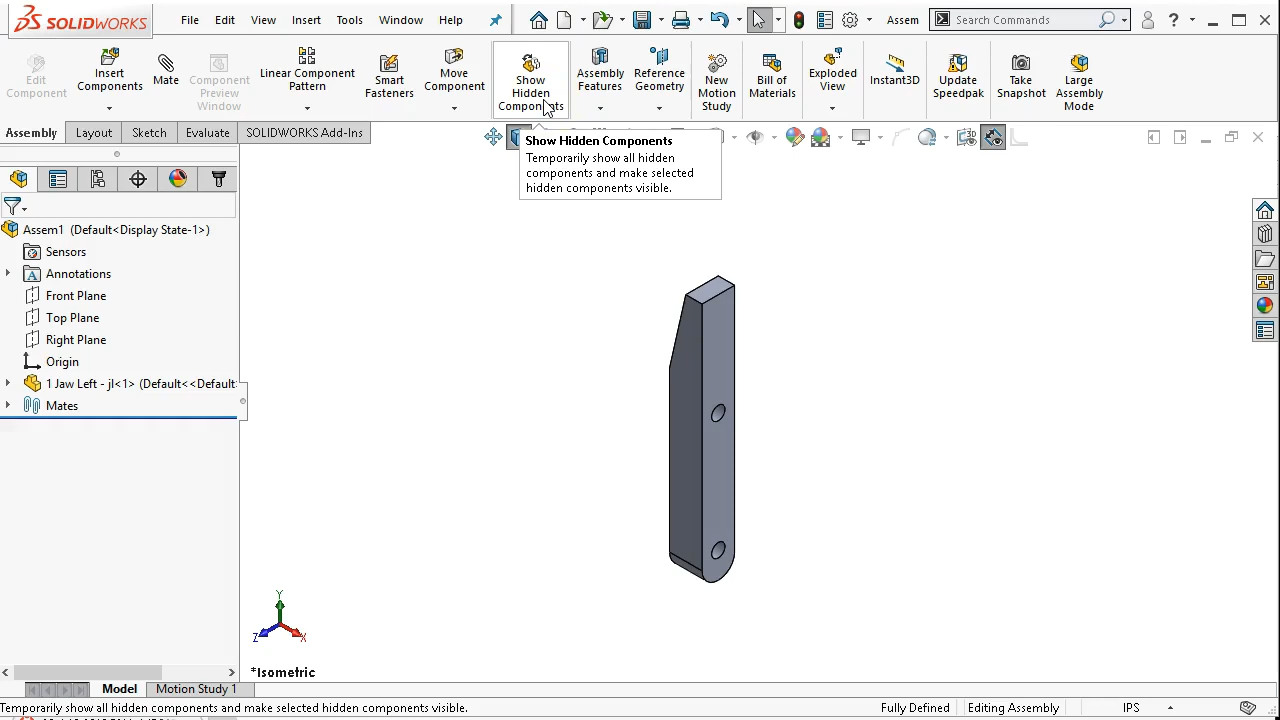 SOLIDWORKS
File Edit View Insert Tools Window Help
Assem
Search Commands
Edit Component
Insert Components
Mate
Component Preview Window
Linear Component Pattern
Smart Fasteners
Move Component
Show Hidden Components
Assembly Features
Reference Geometry
New Motion Study
Bill of Materials
Exploded View
Instant3D
Update Speedpak
Take Snapshot
Large Assembly Mode
Assembly Layout Sketch Evaluate SOLIDWORKS Add-Ins
Show Hidden Components
Temporarily show all hidden
components and make selected
hidden components visible.
Assem1 (Default<Display State-1>)
Sensors
Annotations
Front Plane
Top Plane
Right Plane
Origin
1 Jaw Left - jl<1> (Default<<Default
Mates
Y
Z
X
*Isometric
Model Motion Study 1
Temporarily show all hidden components and make selected hidden components visible.
Fully Defined Editing Assembly IPS